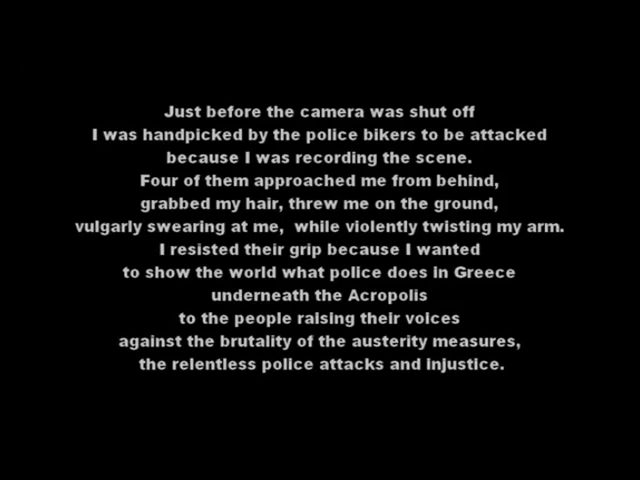 Just before the camera was shut off
I was handpicked by the police bikers to be attacked
because I was recording the scene.
Four of them approached me from behind,
grabbed my hair, threw me on the ground,
vulgarly swearing at me,  while violently twisting my arm.
I resisted their grip because I wanted
to show the world what police does in Greece
underneath the Acropolis
to the people raising their voices
against the brutality of the austerity measures,
the relentless police attacks and injustice.